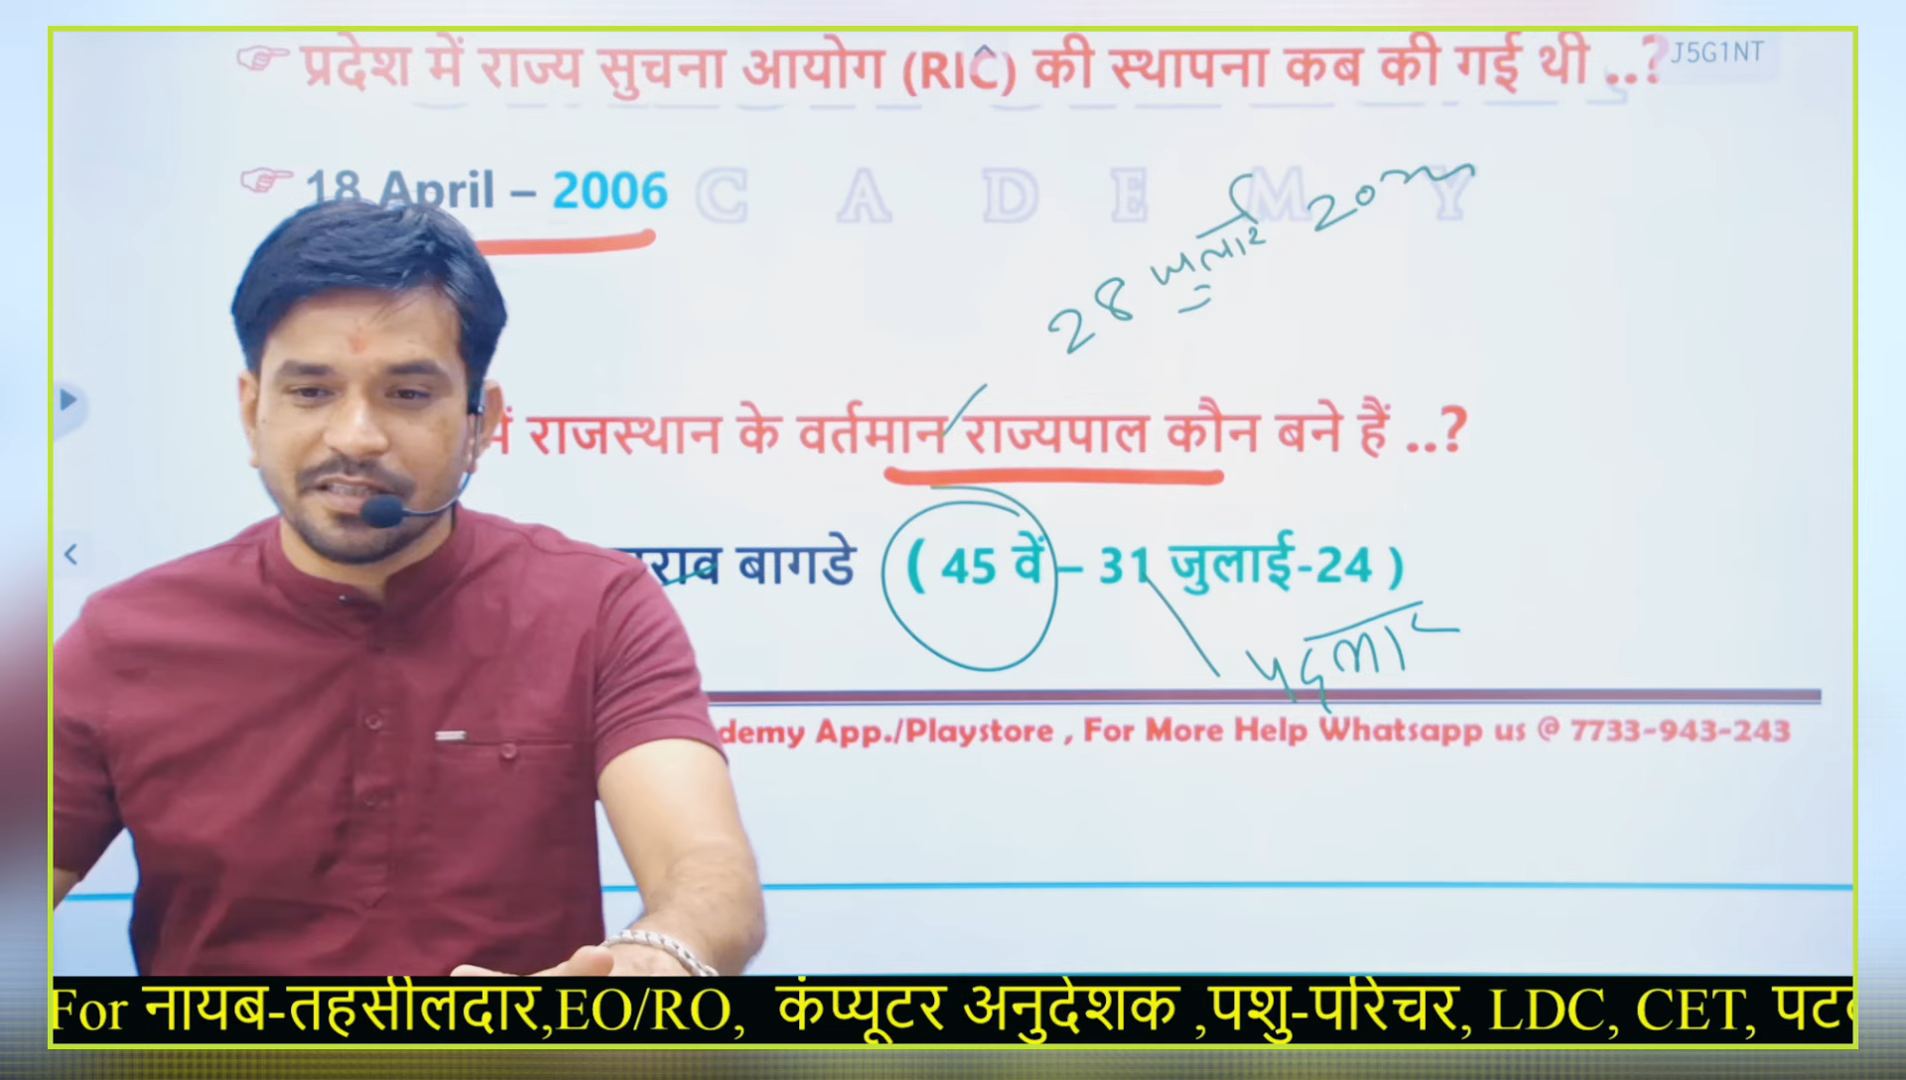 प्रदेश में राज्य सुचना आयोग (RIC) की स्थापना कब की गई थी ..?
J5G1NT
18 April – 2006
C A D E M Y
28 जुलाई 20
में राजस्थान के वर्तमान राज्यपाल कौन बने हैं ..?
राव बागडे ( 45 वें – 31 जुलाई-24 )
demy App./Playstore , For More Help Whatsapp us @ 7733-943-243
For नायब-तहसीलदार,EO/RO, कंप्यूटर अनुदेशक ,पशु-परिचर, LDC, CET,